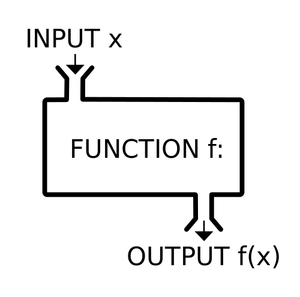 INPUT x
FUNCTION f:
OUTPUT f(x)